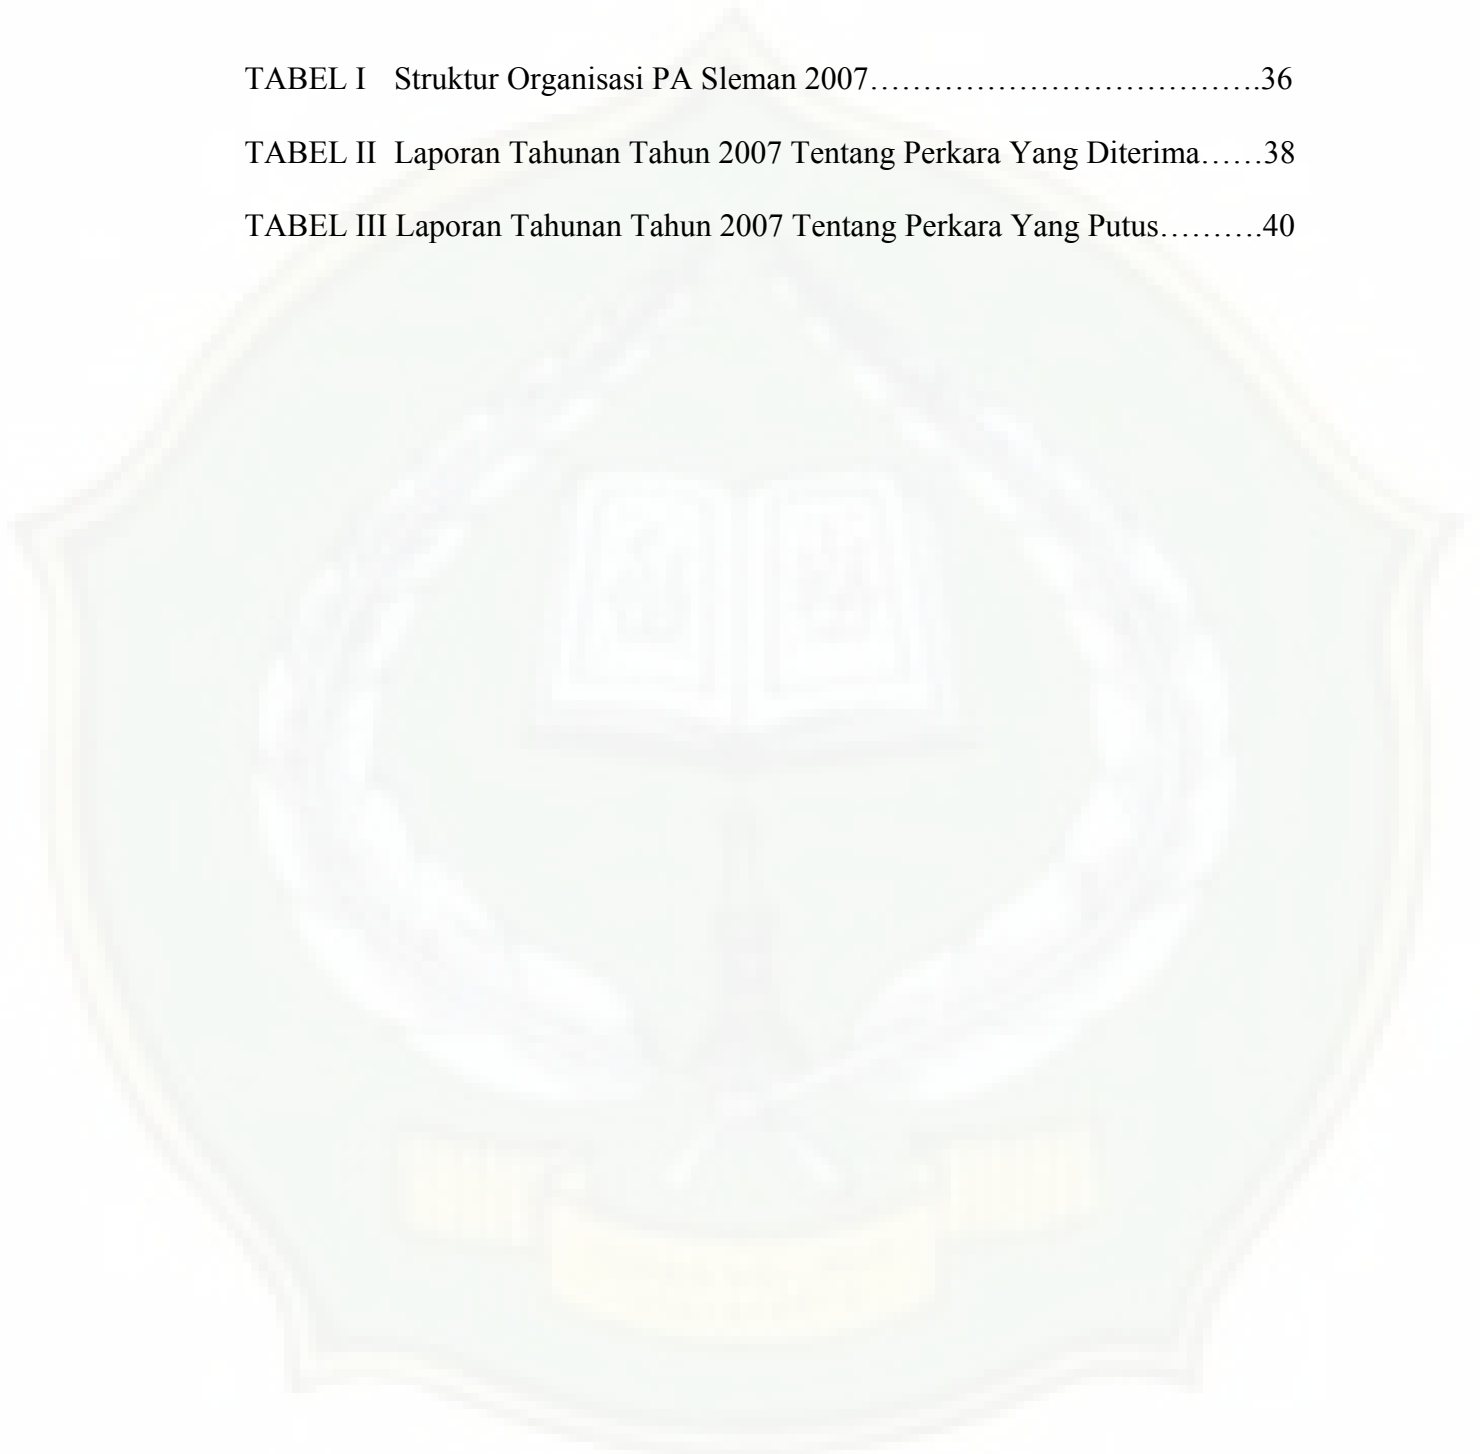 TABEL I Struktur Organisasi PA Sleman 2007……………………………….36
TABEL II Laporan Tahunan Tahun 2007 Tentang Perkara Yang Diterima……38
TABEL III Laporan Tahunan Tahun 2007 Tentang Perkara Yang Putus……….40